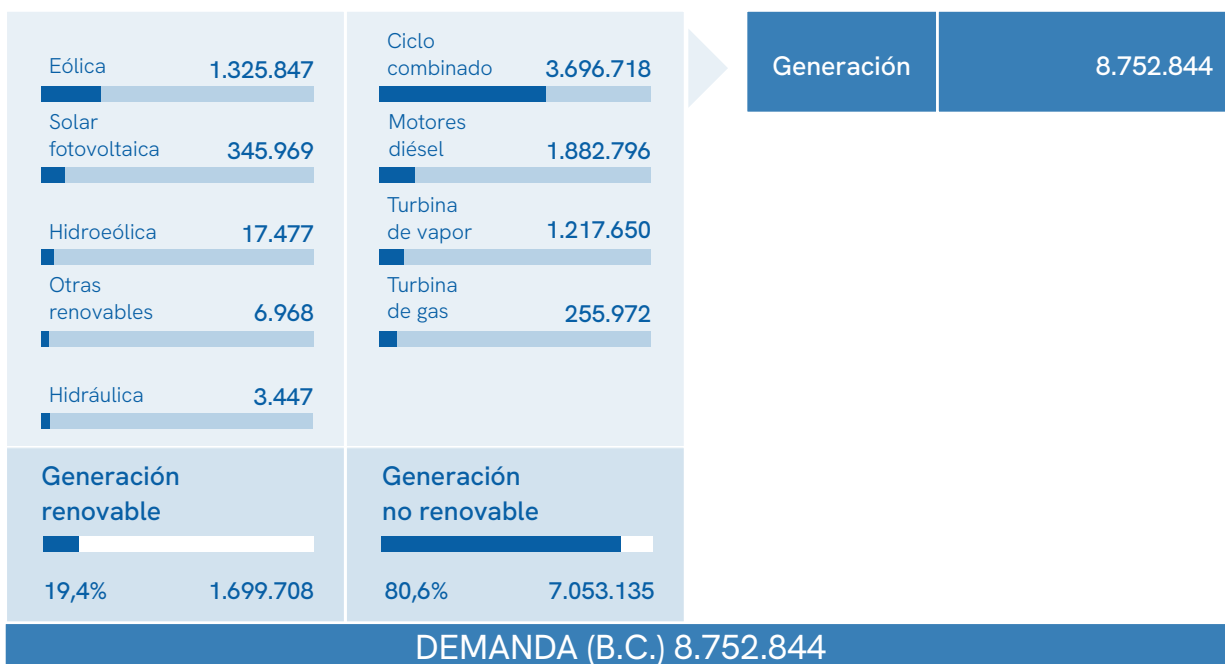 Eólica 1.325.847
Solar
fotovoltaica 345.969
Hidroeólica 17.477
Otras
renovables 6.968
Hidráulica 3.447
Generación
renovable
19,4% 1.699.708
Ciclo
combinado 3.696.718
Motores
diésel 1.882.796
Turbina
de vapor 1.217.650
Turbina
de gas 255.972
Generación
no renovable
80,6% 7.053.135
Generación 8.752.844
DEMANDA (B.C.) 8.752.844